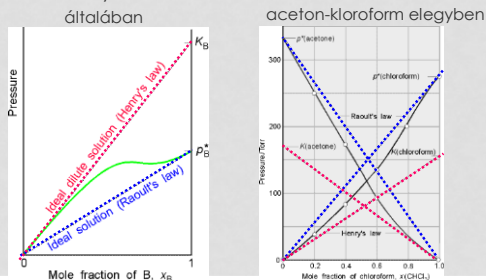 általában
Pressure
Ideal dilute solution (Henry's law)
Ideal solution (Raoult's law)
K_B
p_B*
0
0
1
Mole fraction of B, x_B
aceton-kloroform elegyben
Pressure/Torr
300
200
100
0
p*(acetone)
p*(chloroform)
Raoult's law
K(acetone)
K(chloroform)
Henry's law
0
0.2
0.4
0.6
0.8
1.0
Mole fraction of chloroform, x(CHCl₃)